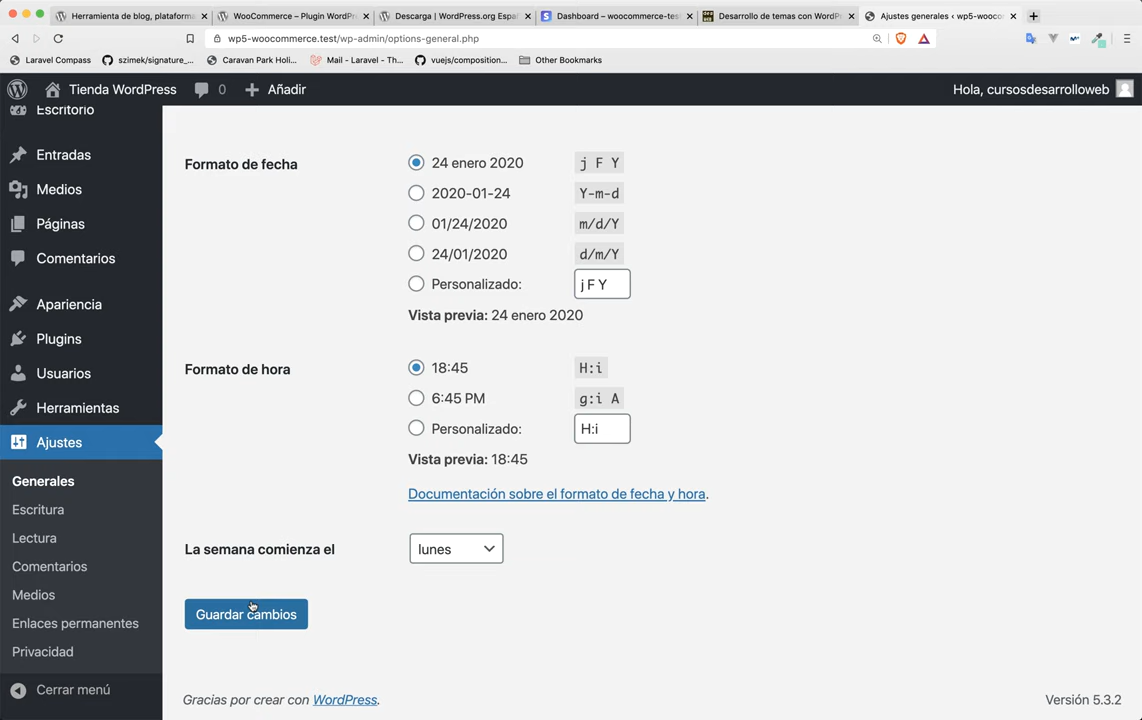 Herramienta de blog, plataform
WooCommerce – Plugin WordPr
Descarga | WordPress.org Espa
Dashboard – woocommerce-test
Desarrollo de temas con WordP
Ajustes generales ‹ wp5-wooco
wp5-woocommerce.test/wp-admin/options-general.php
Laravel Compass
szimek/signature_...
Caravan Park Holi...
Mail - Laravel - Th...
vuejs/composition...
Other Bookmarks
Tienda WordPress
0
Añadir
Hola, cursosdesarrolloweb
Escritorio
Entradas
Medios
Páginas
Comentarios
Apariencia
Plugins
Usuarios
Herramientas
Ajustes
Generales
Escritura
Lectura
Comentarios
Medios
Enlaces permanentes
Privacidad
Cerrar menú
Formato de fecha
24 enero 2020 j F Y
2020-01-24 Y-m-d
01/24/2020 m/d/Y
24/01/2020 d/m/Y
Personalizado: j F Y
Vista previa: 24 enero 2020
Formato de hora
18:45 H:i
6:45 PM g:i A
Personalizado: H:i
Vista previa: 18:45
Documentación sobre el formato de fecha y hora.
La semana comienza el
lunes
Guardar cambios
Gracias por crear con WordPress.
Versión 5.3.2